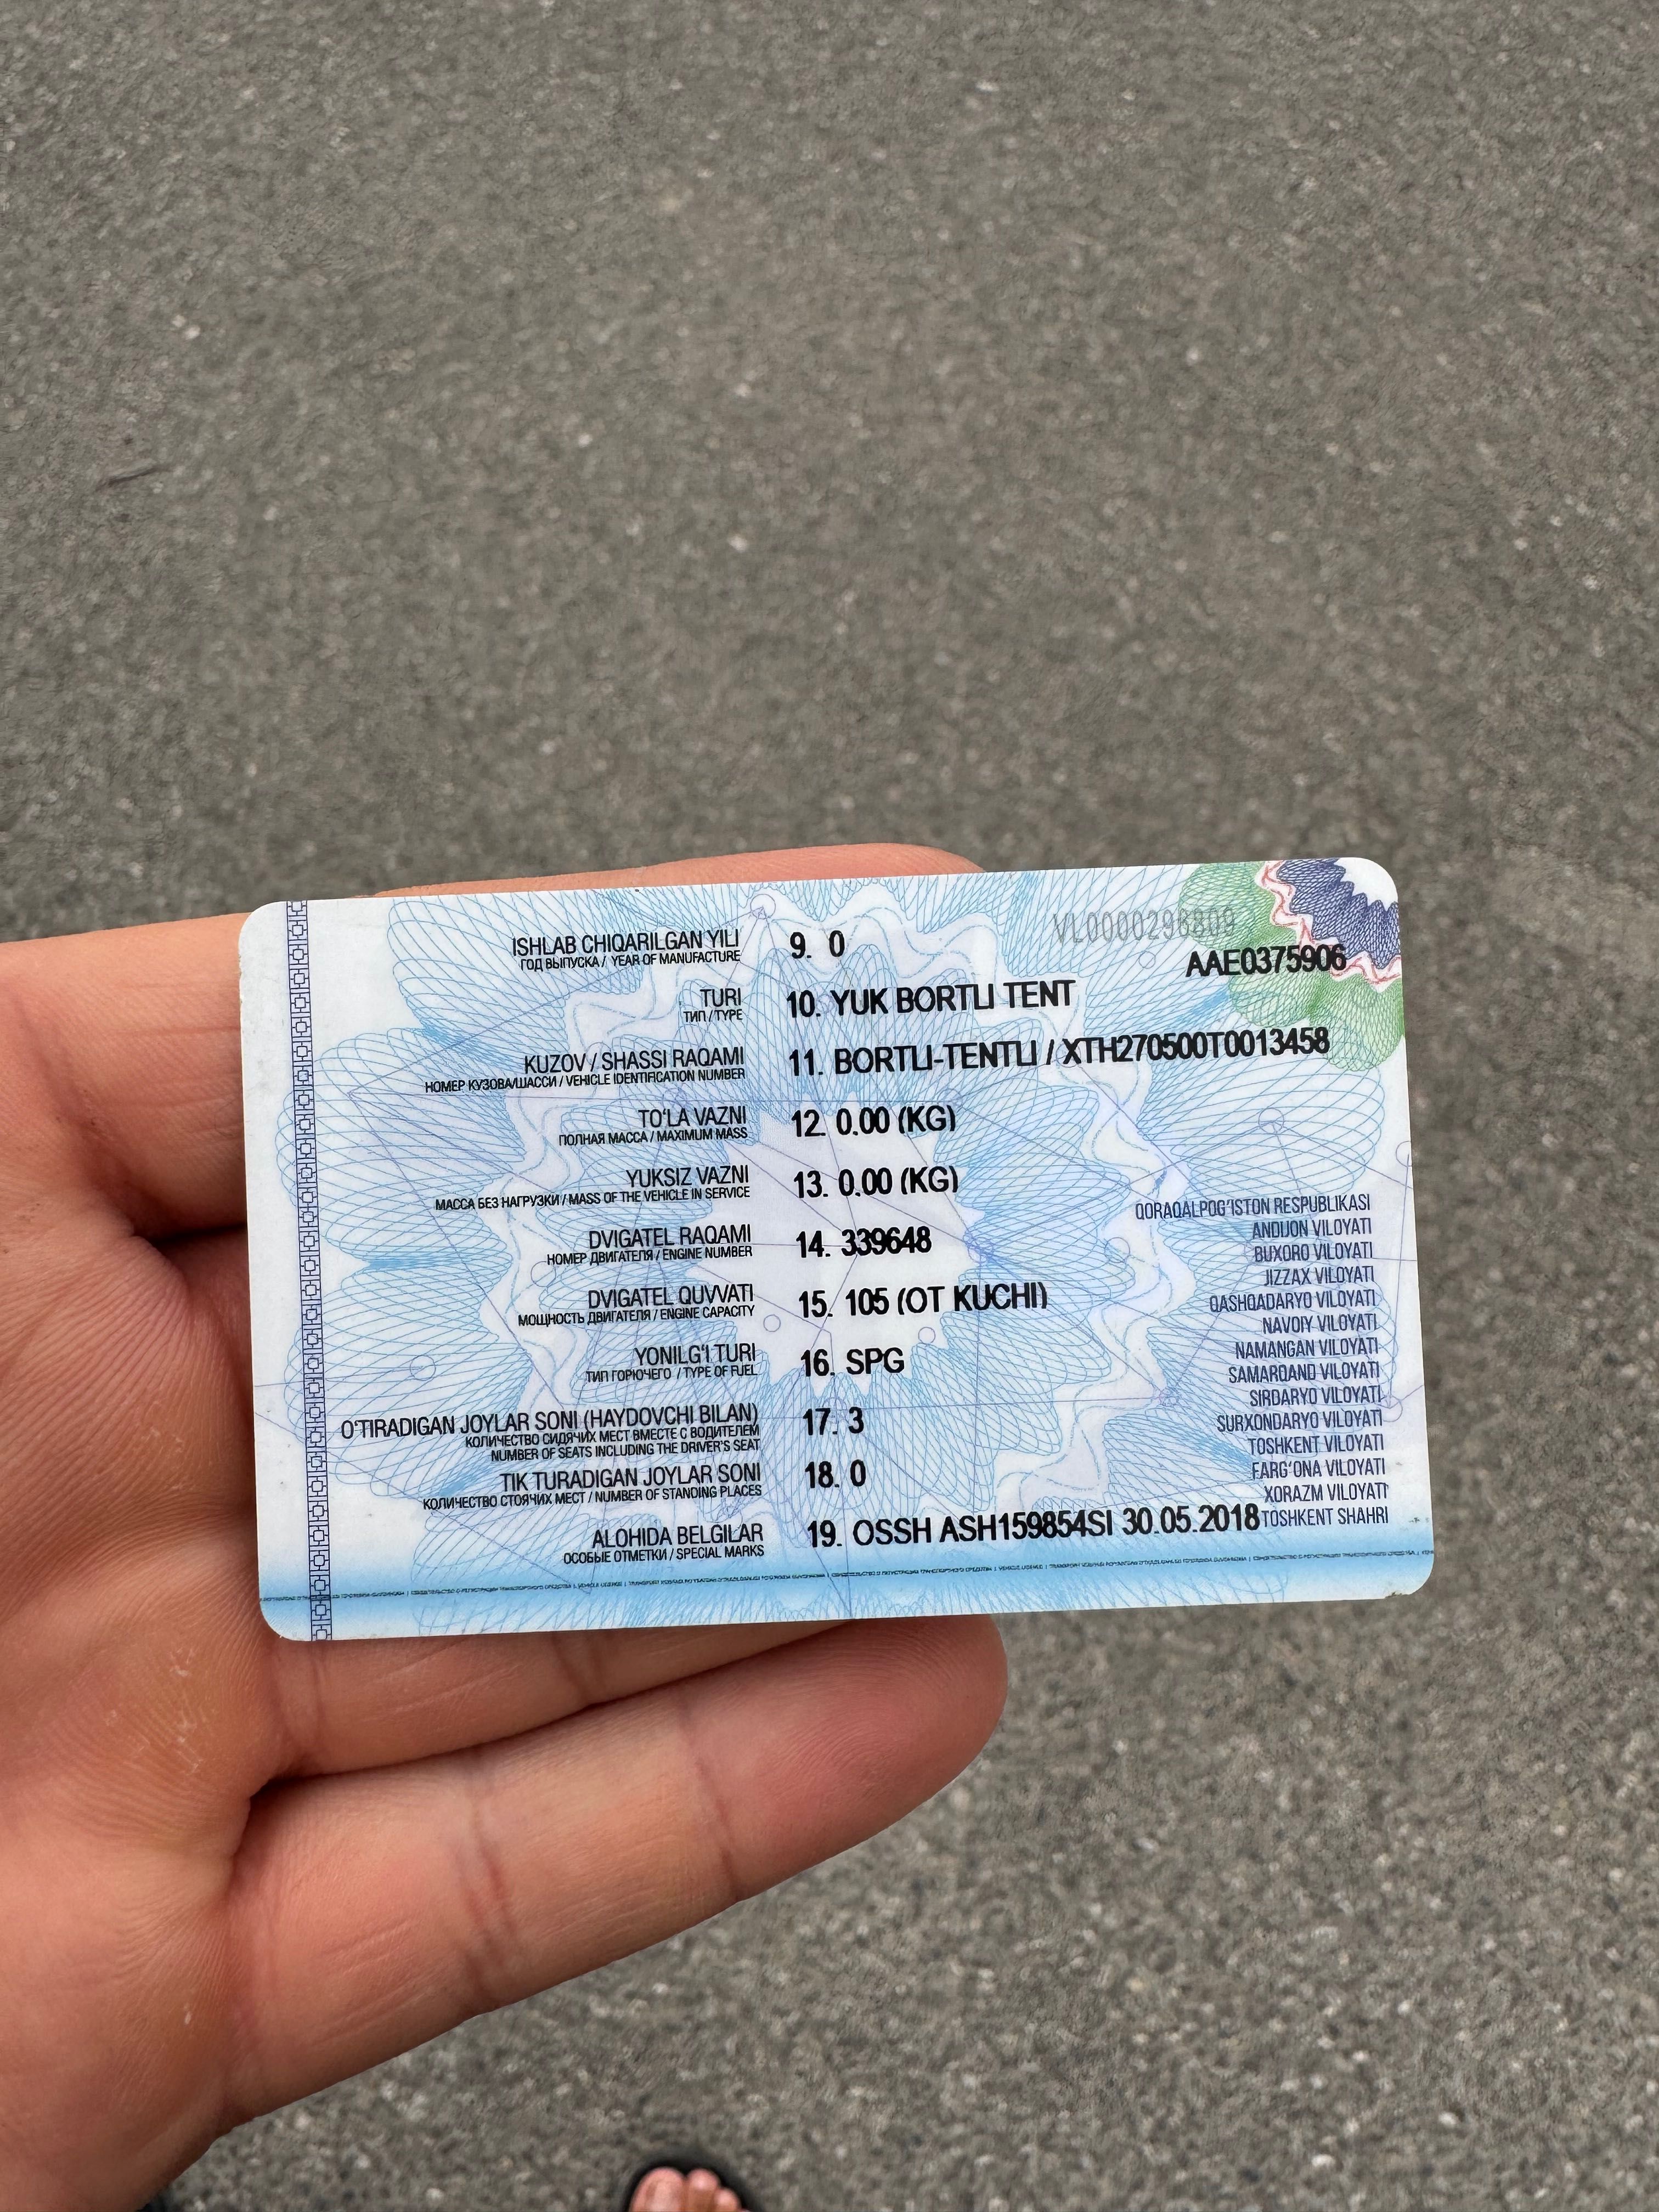 VL0000296809
AAE0375906
ISHLAB CHIQARILGAN YILI
ГОД ВЫПУСКА / YEAR OF MANUFACTURE
9. 0
TURI
ТИП / TYPE
10. YUK BORTLI TENT
KUZOV / SHASSI RAQAMI
НОМЕР КУЗОВА/ШАССИ / VEHICLE IDENTIFICATION NUMBER
11. BORTLI-TENTLI / XTH270500T0013458
TO'LA VAZNI
ПОЛНАЯ МАССА / MAXIMUM MASS
12. 0.00 (KG)
YUKSIZ VAZNI
МАССА БЕЗ НАГРУЗКИ / MASS OF THE VEHICLE IN SERVICE
13. 0.00 (KG)
DVIGATEL RAQAMI
НОМЕР ДВИГАТЕЛЯ / ENGINE NUMBER
14. 339648
DVIGATEL QUVVATI
МОЩНОСТЬ ДВИГАТЕЛЯ / ENGINE CAPACITY
15. 105 (OT KUCHI)
YONILG'I TURI
ТИП ГОРЮЧЕГО / TYPE OF FUEL
16. SPG
O'TIRADIGAN JOYLAR SONI (HAYDOVCHI BILAN)
КОЛИЧЕСТВО СИДЯЧИХ МЕСТ ВМЕСТЕ С ВОДИТЕЛЕМ
NUMBER OF SEATS INCLUDING THE DRIVER'S SEAT
17. 3
TIK TURADIGAN JOYLAR SONI
КОЛИЧЕСТВО СТОЯЧИХ МЕСТ / NUMBER OF STANDING PLACES
18. 0
ALOHIDA BELGILAR
ОСОБЫЕ ОТМЕТКИ / SPECIAL MARKS
19. OSSH ASH159854SI 30.05.2018
QORAQALPOG'ISTON RESPUBLIKASI
ANDIJON VILOYATI
BUXORO VILOYATI
JIZZAX VILOYATI
QASHQADARYO VILOYATI
NAVOIY VILOYATI
NAMANGAN VILOYATI
SAMARQAND VILOYATI
SIRDARYO VILOYATI
SURXONDARYO VILOYATI
TOSHKENT VILOYATI
FARG'ONA VILOYATI
XORAZM VILOYATI
TOSHKENT SHAHRI